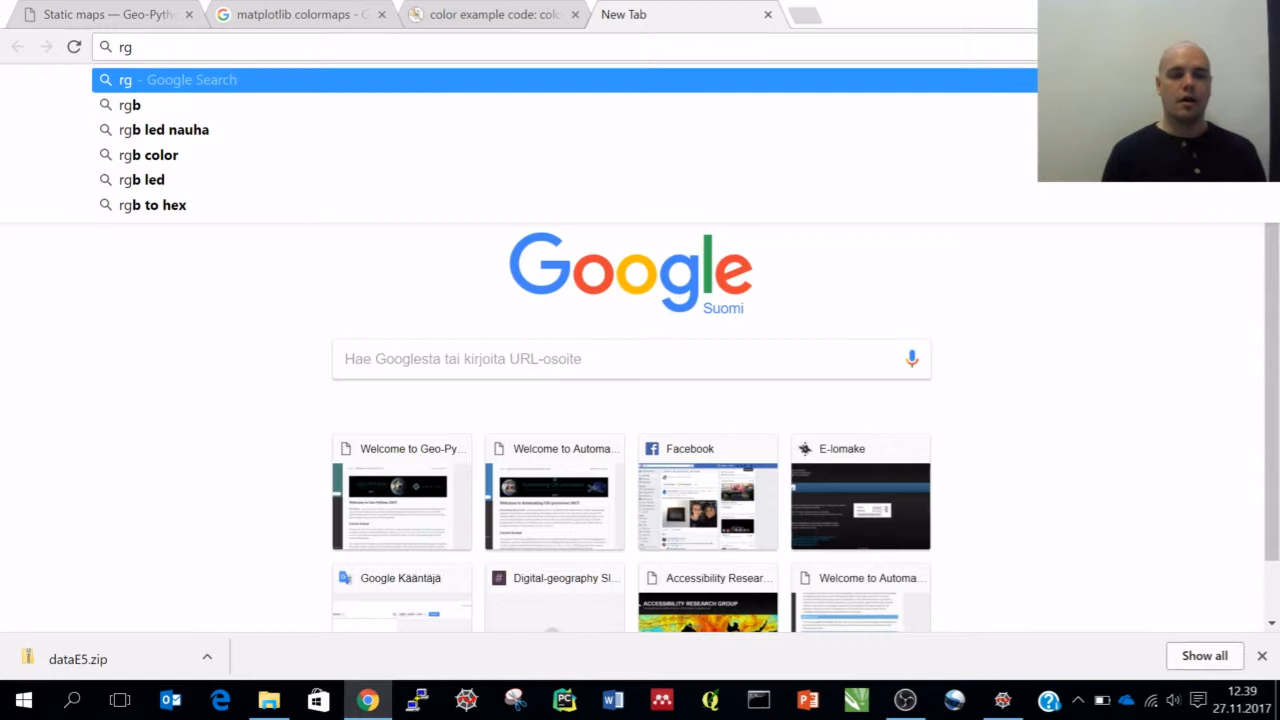 Static maps — Geo-Pyth
matplotlib colormaps - G
color example code: colo
New Tab
rg
rg - Google Search
rgb
rgb led nauha
rgb color
rgb led
rgb to hex
Google
Suomi
Hae Googlesta tai kirjoita URL-osoite
Welcome to Geo-Py...
Welcome to Automa...
Facebook
E-lomake
Google Kääntäjä
Digital-geography Sl...
Accessibility Resear...
Welcome to Automa...
ACCESSIBILITY RESEARCH GROUP
dataE5.zip
Show all
12.39
27.11.2017